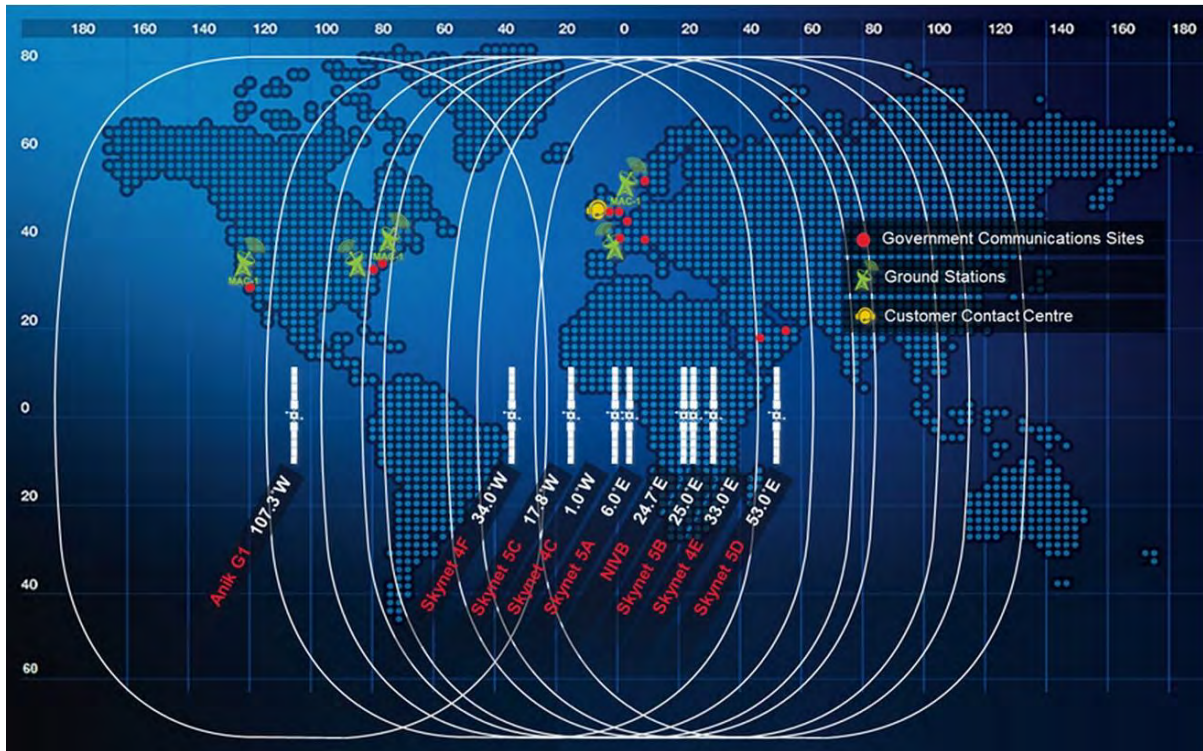 180 160 140 120 100 80 60 40 20 0 20 40 60 80 100 120 140 160 180
80
60
40
20
0
20
40
60
MAC-1
MAC-1
MAC-1
Government Communications Sites
Ground Stations
Customer Contact Centre
Anik G1 107.3°W
Skynet 4F 34.0°W
Skynet 5C 17.8°W
Skynet 4C 1.0°W
Skynet 5A 6.0°E
NIVB 24.7°E
Skynet 5B 25.0°E
Skynet 4E 33.0°E
Skynet 5D 53.0°E